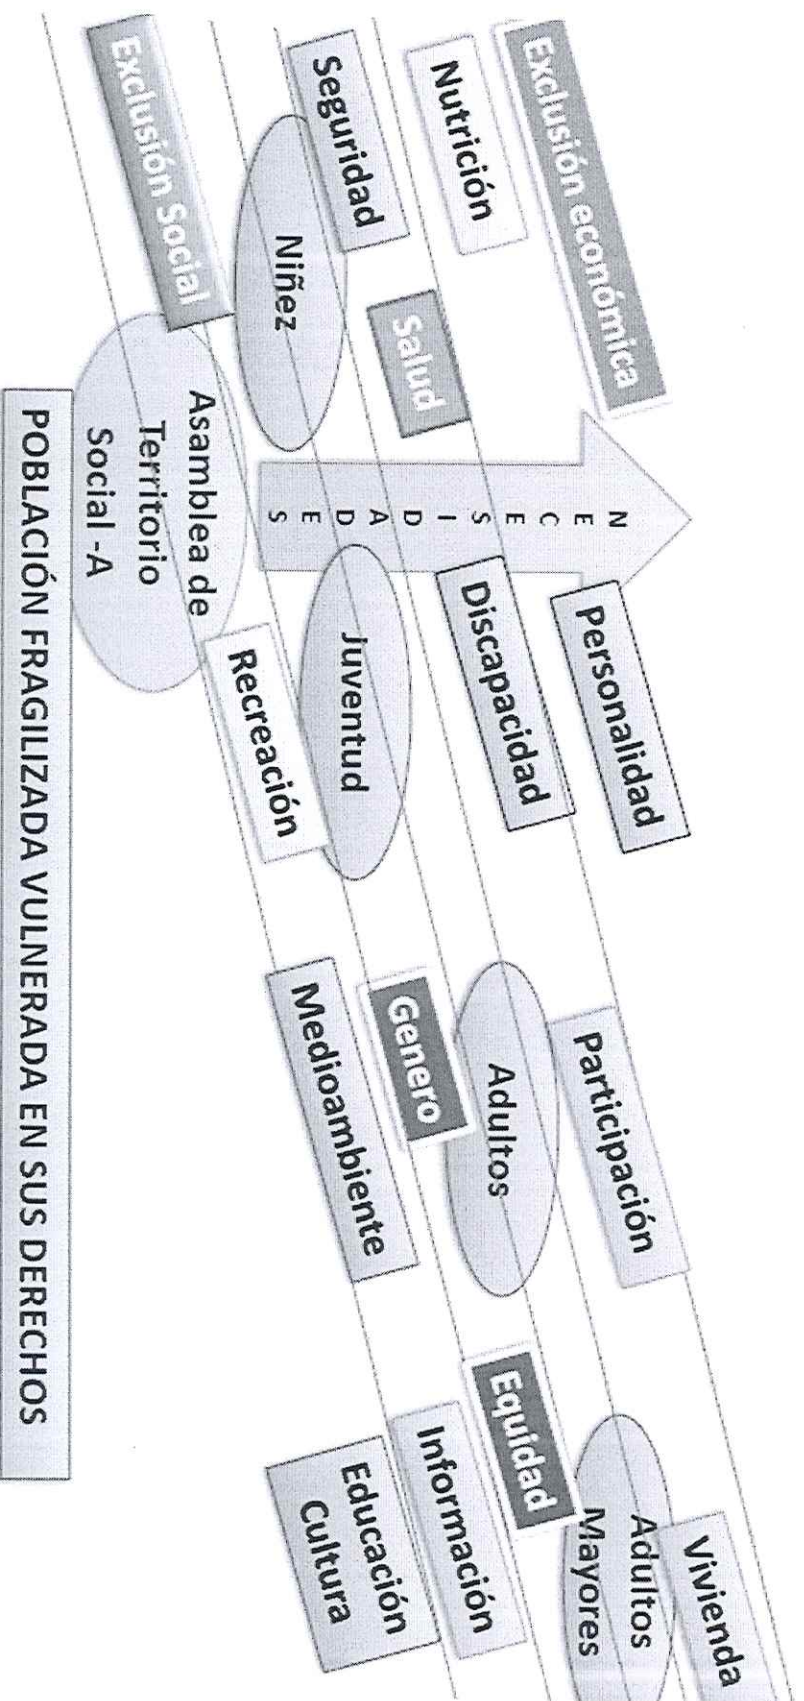 Exclusión económica
Personalidad
Participación
Vivienda
Nutrición
Discapacidad
Adultos
Adultos
Mayores
Salud
Seguridad
Niñez
N
E
C
E
S
I
D
A
D
E
S
Juventud
Genero
Equidad
Exclusión Social
Recreación
Medioambiente
Información
Educación
Cultura
Asamblea de
Territorio
Social -A
POBLACIÓN FRAGILIZADA VULNERADA EN SUS DERECHOS